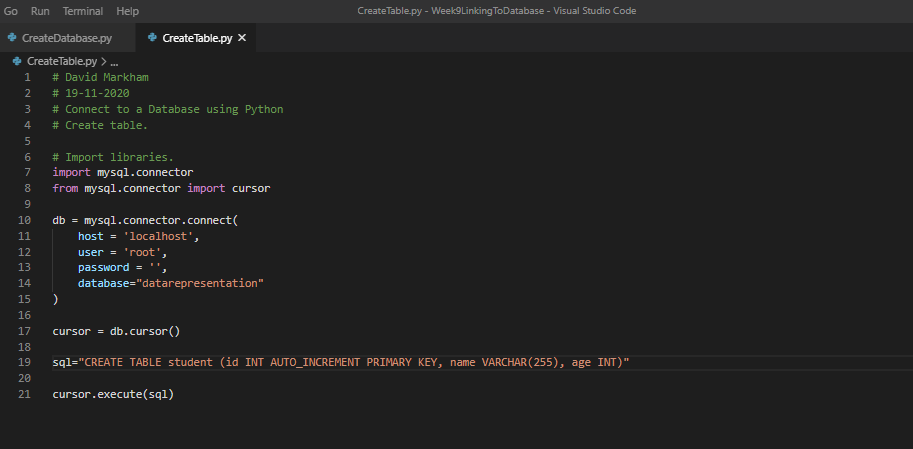 Go Run Terminal Help CreateTable.py - Week9LinkingToDatabase - Visual Studio Code
CreateDatabase.py CreateTable.py ✕
CreateTable.py > ...
1 # David Markham
2 # 19-11-2020
3 # Connect to a Database using Python
4 # Create table.
5
6 # Import libraries.
7 import mysql.connector
8 from mysql.connector import cursor
9
10 db = mysql.connector.connect(
11     host = 'localhost',
12     user = 'root',
13     password = '',
14     database="datarepresentation"
15 )
16
17 cursor = db.cursor()
18
19 sql="CREATE TABLE student (id INT AUTO_INCREMENT PRIMARY KEY, name VARCHAR(255), age INT)"
20
21 cursor.execute(sql)